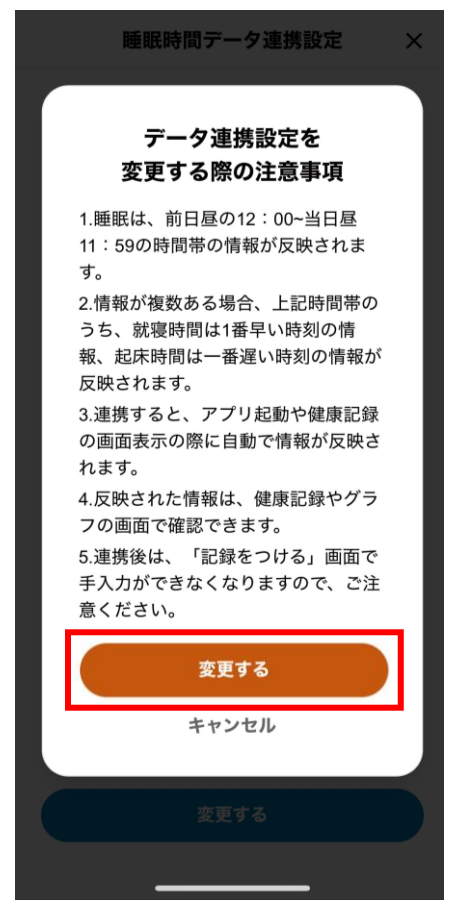 睡眠時間データ連携設定 ×
データ連携設定を
変更する際の注意事項
1.睡眠は、前日昼の12：00~当日昼
11：59の時間帯の情報が反映されま
す。
2.情報が複数ある場合、上記時間帯の
うち、就寝時間は1番早い時刻の情
報、起床時間は一番遅い時刻の情報が
反映されます。
3.連携すると、アプリ起動や健康記録
の画面表示の際に自動で情報が反映さ
れます。
4.反映された情報は、健康記録やグラ
フの画面で確認できます。
5.連携後は、「記録をつける」画面で
手入力ができなくなりますので、ご注
意ください。
変更する
キャンセル
変更する